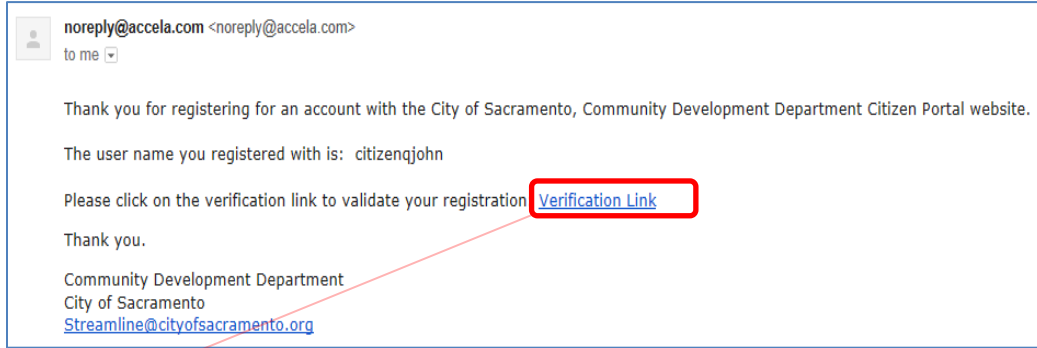 noreply@accela.com <noreply@accela.com>
to me
Thank you for registering for an account with the City of Sacramento, Community Development Department Citizen Portal website.
The user name you registered with is: citizenqjohn
Please click on the verification link to validate your registration Verification Link
Thank you.
Community Development Department
City of Sacramento
Streamline@cityofsacramento.org